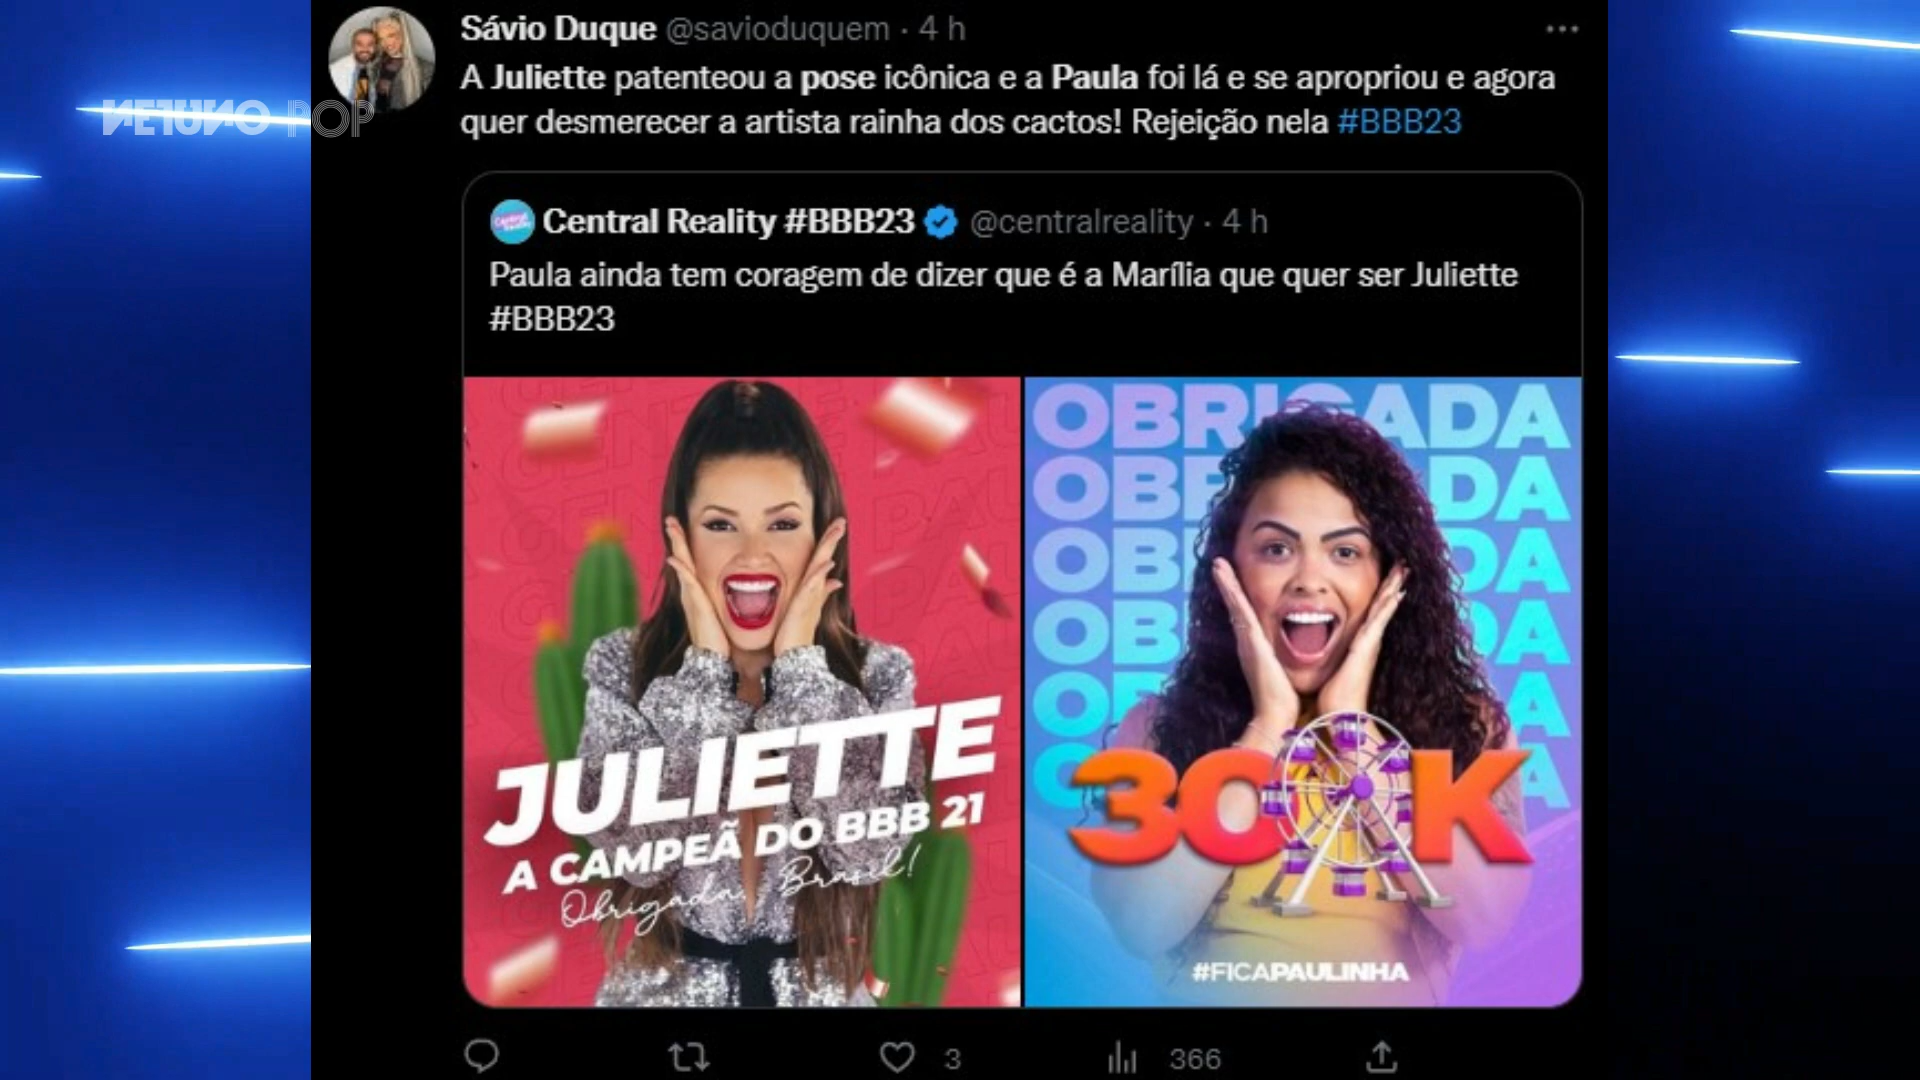 Sávio Duque @savioduquem · 4 h
A Juliette patenteou a pose icônica e a Paula foi lá e se apropriou e agora
quer desmerecer a artista rainha dos cactos! Rejeição nela #BBB23
NETUNO POP
Central Reality #BBB23 @centralreality · 4 h
Paula ainda tem coragem de dizer que é a Marília que quer ser Juliette
#BBB23
JULIETTE
A CAMPEÃ DO BBB 21
Obrigada, Brasil!
OBRIGADA
300K
#FICAPAULINHA
3
366